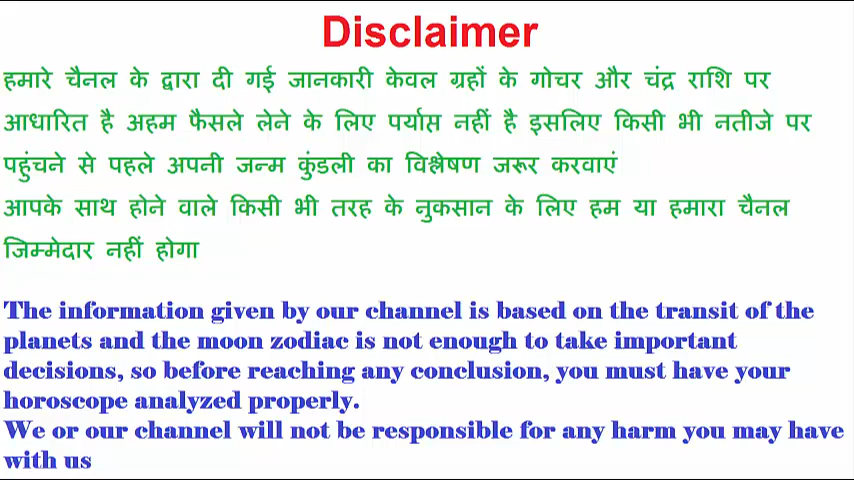 Disclaimer
हमारे चैनल के द्वारा दी गई जानकारी केवल ग्रहों के गोचर और चंद्र राशि पर
आधारित है अहम फैसले लेने के लिए पर्याप्त नहीं है इसलिए किसी भी नतीजे पर
पहुंचने से पहले अपनी जन्म कुंडली का विश्लेषण जरूर करवाएं
आपके साथ होने वाले किसी भी तरह के नुकसान के लिए हम या हमारा चैनल
जिम्मेदार नहीं होगा
The information given by our channel is based on the transit of the
planets and the moon zodiac is not enough to take important
decisions, so before reaching any conclusion, you must have your
horoscope analyzed properly.
We or our channel will not be responsible for any harm you may have
with us